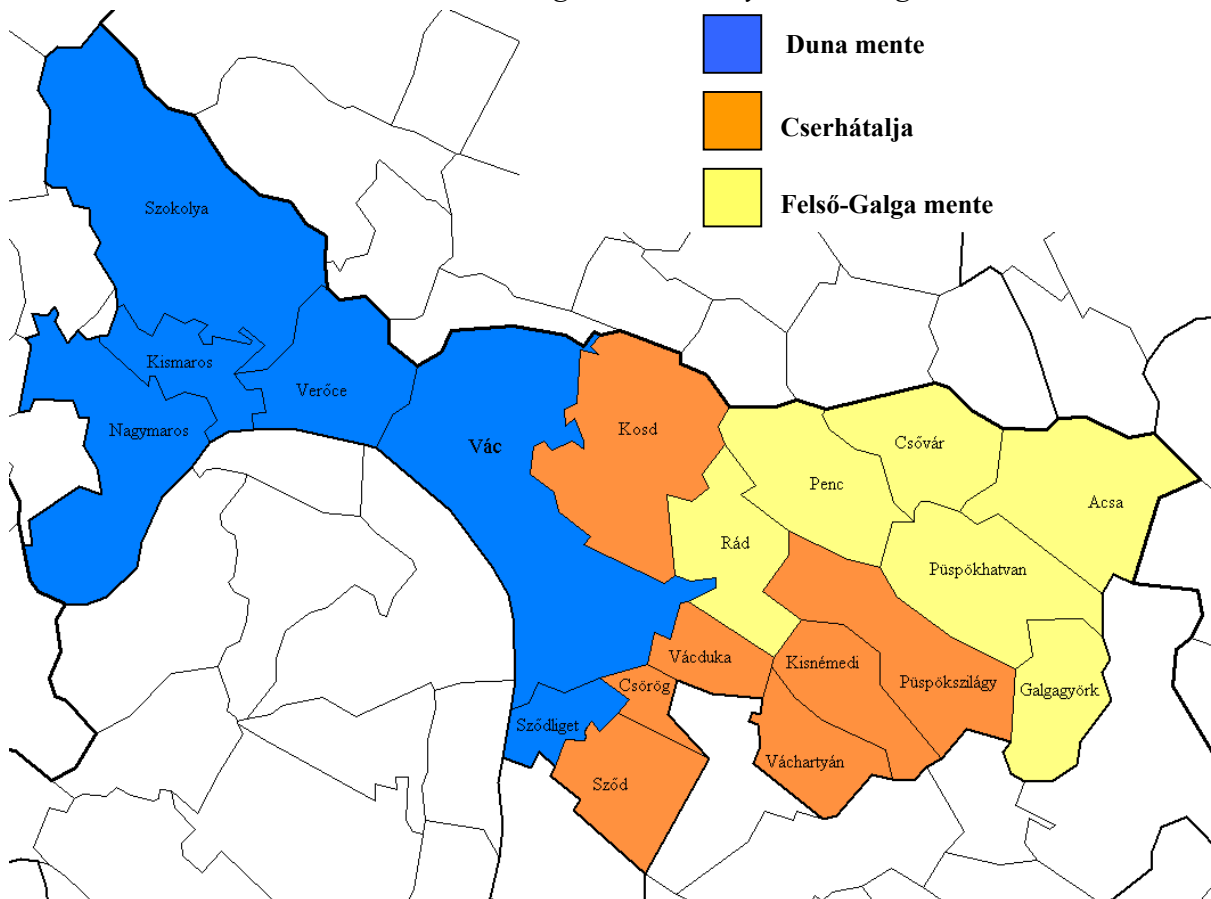 Duna mente
Cserhátalja
Felső-Galga mente
Szokolya
Kismaros
Verőce
Nagymaros
Vác
Kosd
Csővár
Penc
Acsa
Rád
Püspökhatvan
Vácduka
Kisnémedi
Csörög
Püspökszilágy
Galgagyörk
Sződliget
Váchartyán
Sződ